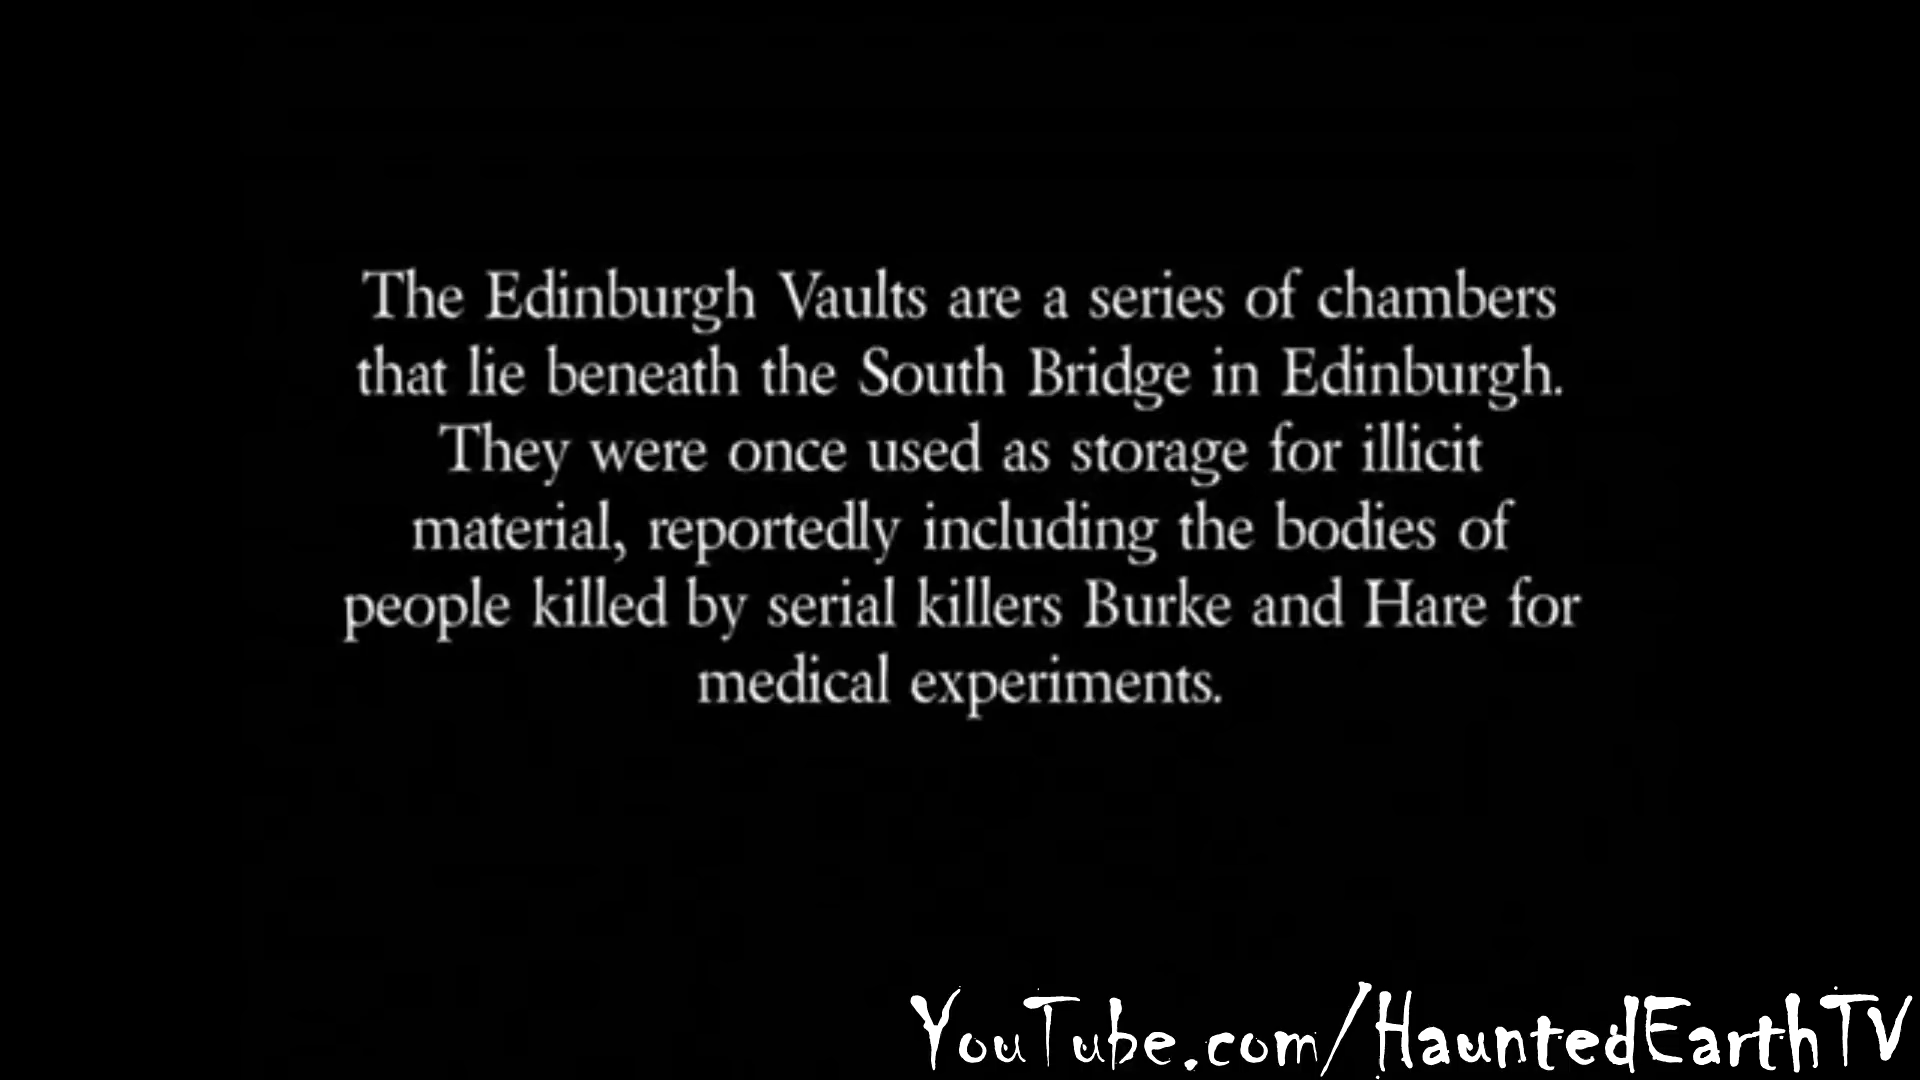 The Edinburgh Vaults are a series of chambers
that lie beneath the South Bridge in Edinburgh.
They were once used as storage for illicit
material, reportedly including the bodies of
people killed by serial killers Burke and Hare for
medical experiments.
YouTube.com/HauntedEarthTV